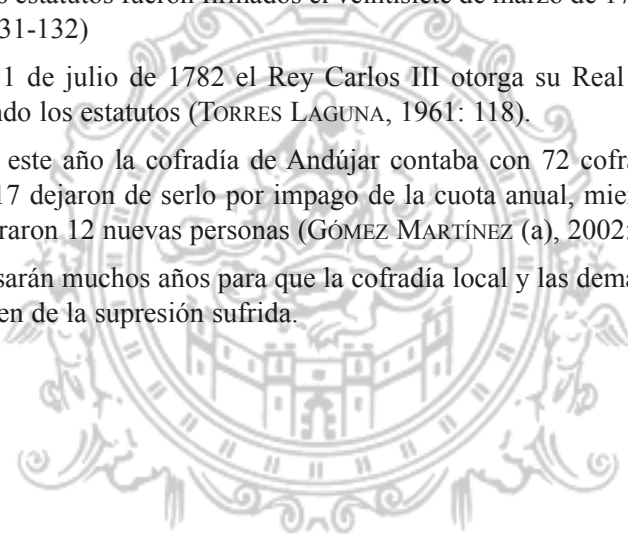 estatutos fueron firmados el veintisiete de marzo de 17
31-132)
1 de julio de 1782 el Rey Carlos III otorga su Real
ndo los estatutos (TORRES LAGUNA, 1961: 118).
este año la cofradía de Andújar contaba con 72 cofra
17 dejaron de serlo por impago de la cuota anual, mien
raron 12 nuevas personas (GÓMEZ MARTÍNEZ (a), 2002:
sarán muchos años para que la cofradía local y las dema
en de la supresión sufrida.